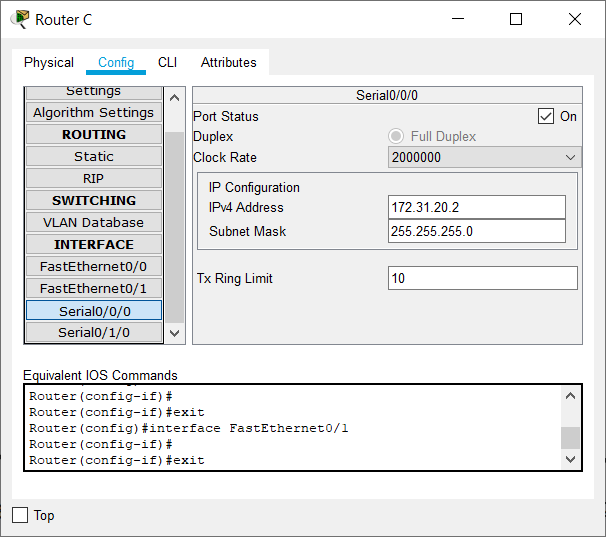 Router C
Physical Config CLI Attributes
Settings
Algorithm Settings
ROUTING
Static
RIP
SWITCHING
VLAN Database
INTERFACE
FastEthernet0/0
FastEthernet0/1
Serial0/0/0
Serial0/1/0
Serial0/0/0
Port Status On
Duplex Full Duplex
Clock Rate 2000000
IP Configuration
IPv4 Address 172.31.20.2
Subnet Mask 255.255.255.0
Tx Ring Limit 10
Equivalent IOS Commands
Router(config-if)#
Router(config-if)#exit
Router(config)#interface FastEthernet0/1
Router(config-if)#
Router(config-if)#exit
Top